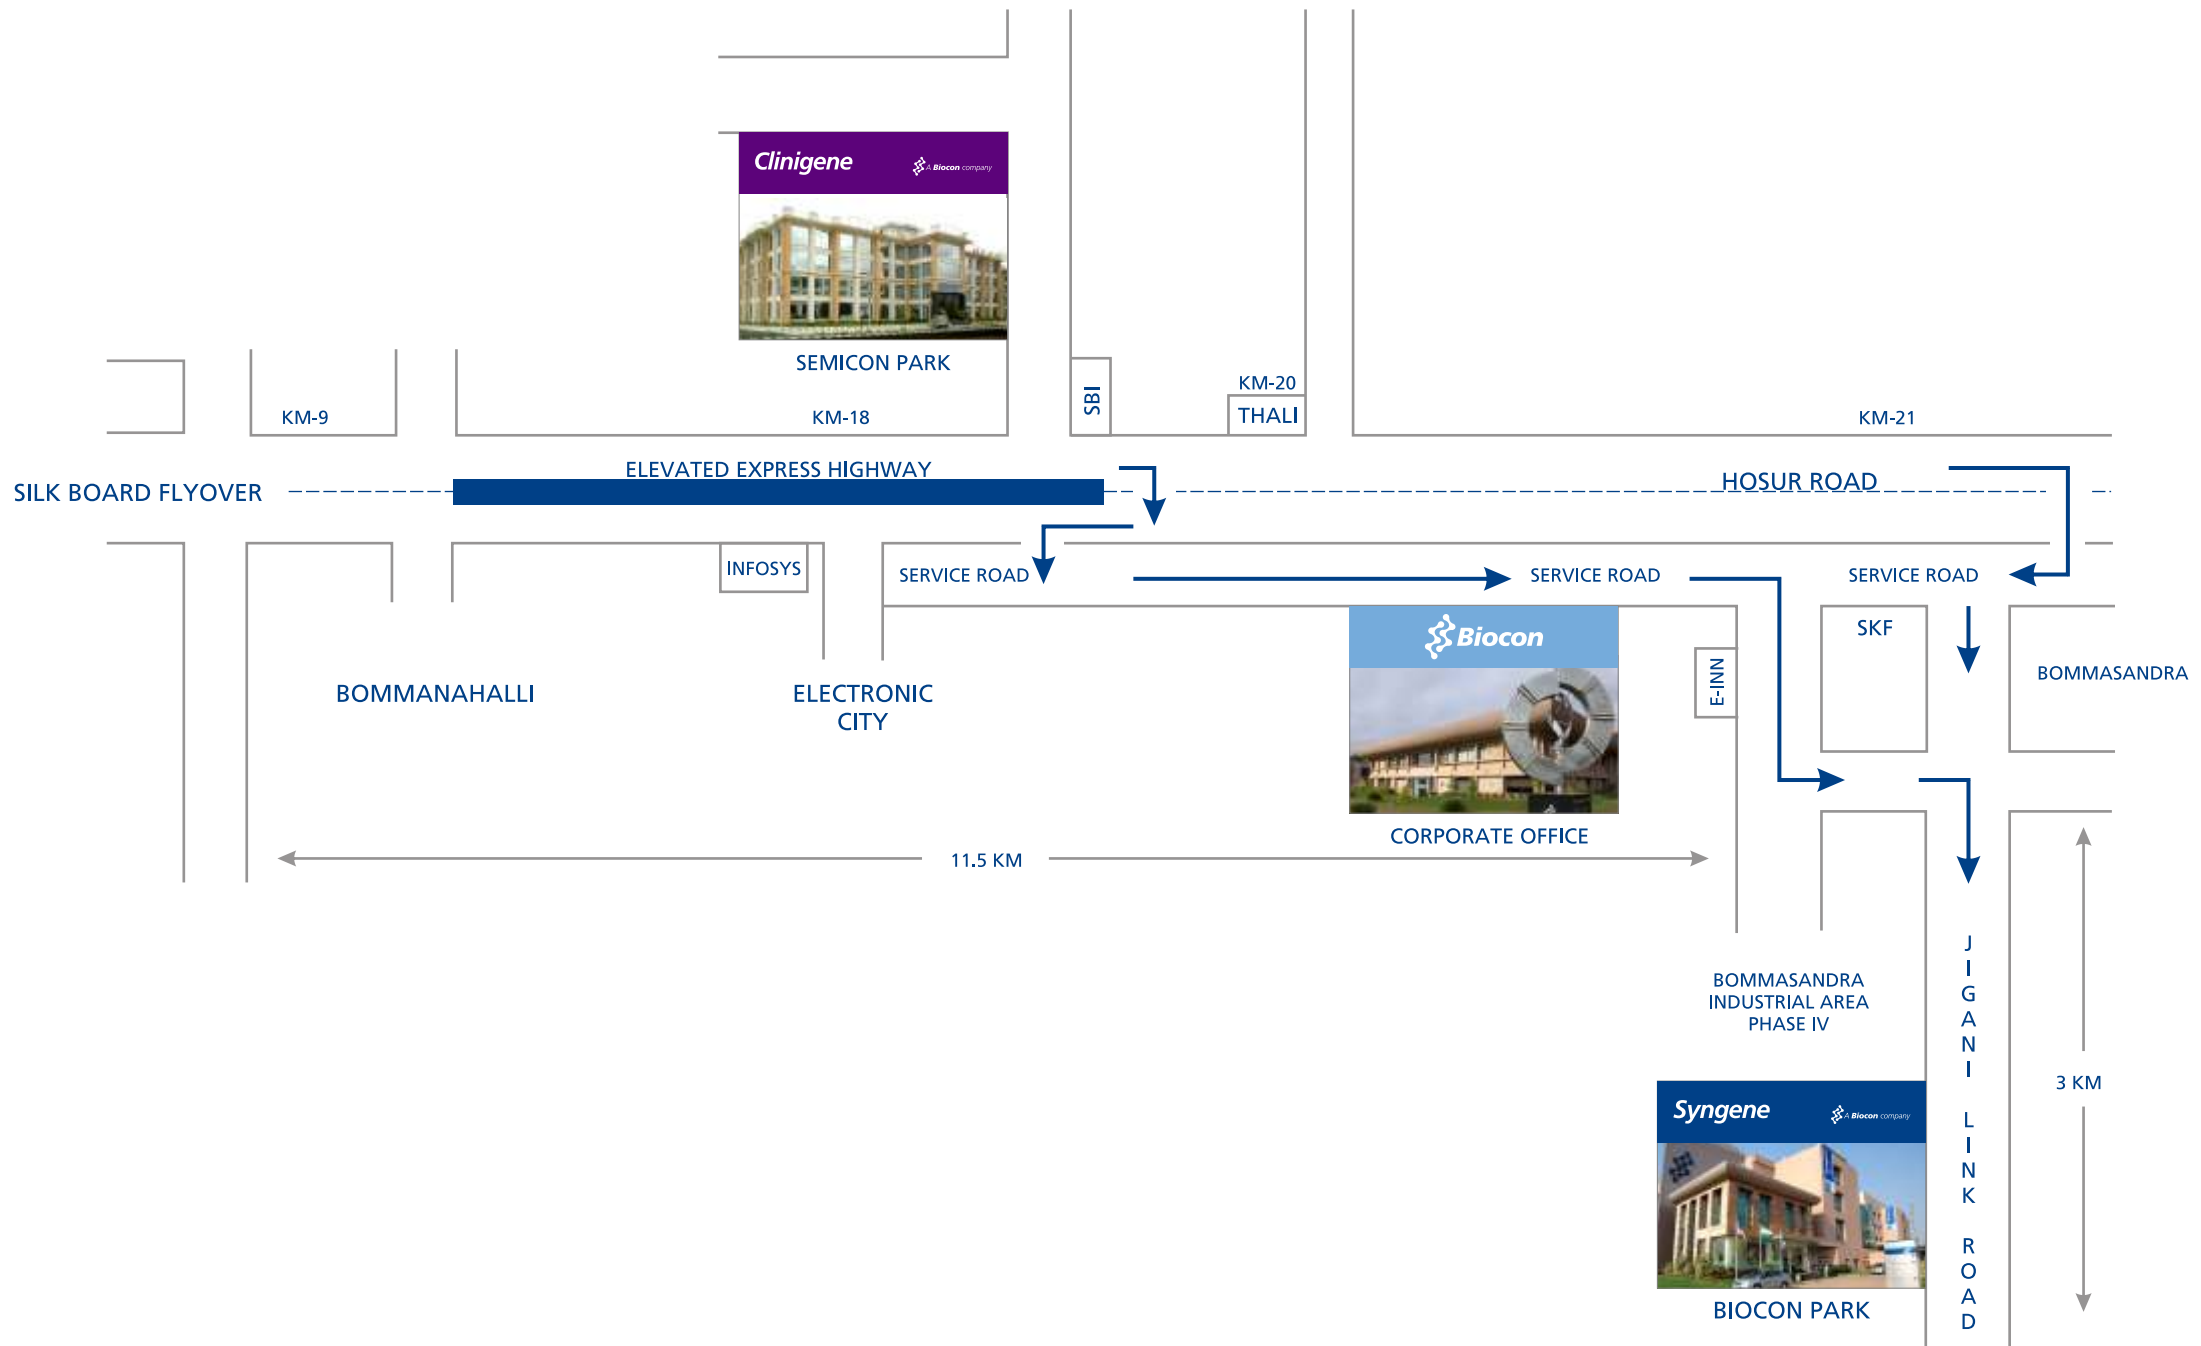 Clinigene
A Biocon company
SEMICON PARK
KM-9
KM-18
SBI
KM-20
THALI
KM-21
ELEVATED EXPRESS HIGHWAY
SILK BOARD FLYOVER
HOSUR ROAD
INFOSYS
SERVICE ROAD
SERVICE ROAD
SERVICE ROAD
Biocon
SKF
E-INN
BOMMASANDRA
BOMMANAHALLI
ELECTRONIC
CITY
CORPORATE OFFICE
11.5 KM
BOMMASANDRA
INDUSTRIAL AREA
PHASE IV
JIGANI LINK ROAD
3 KM
Syngene
A Biocon company
BIOCON PARK